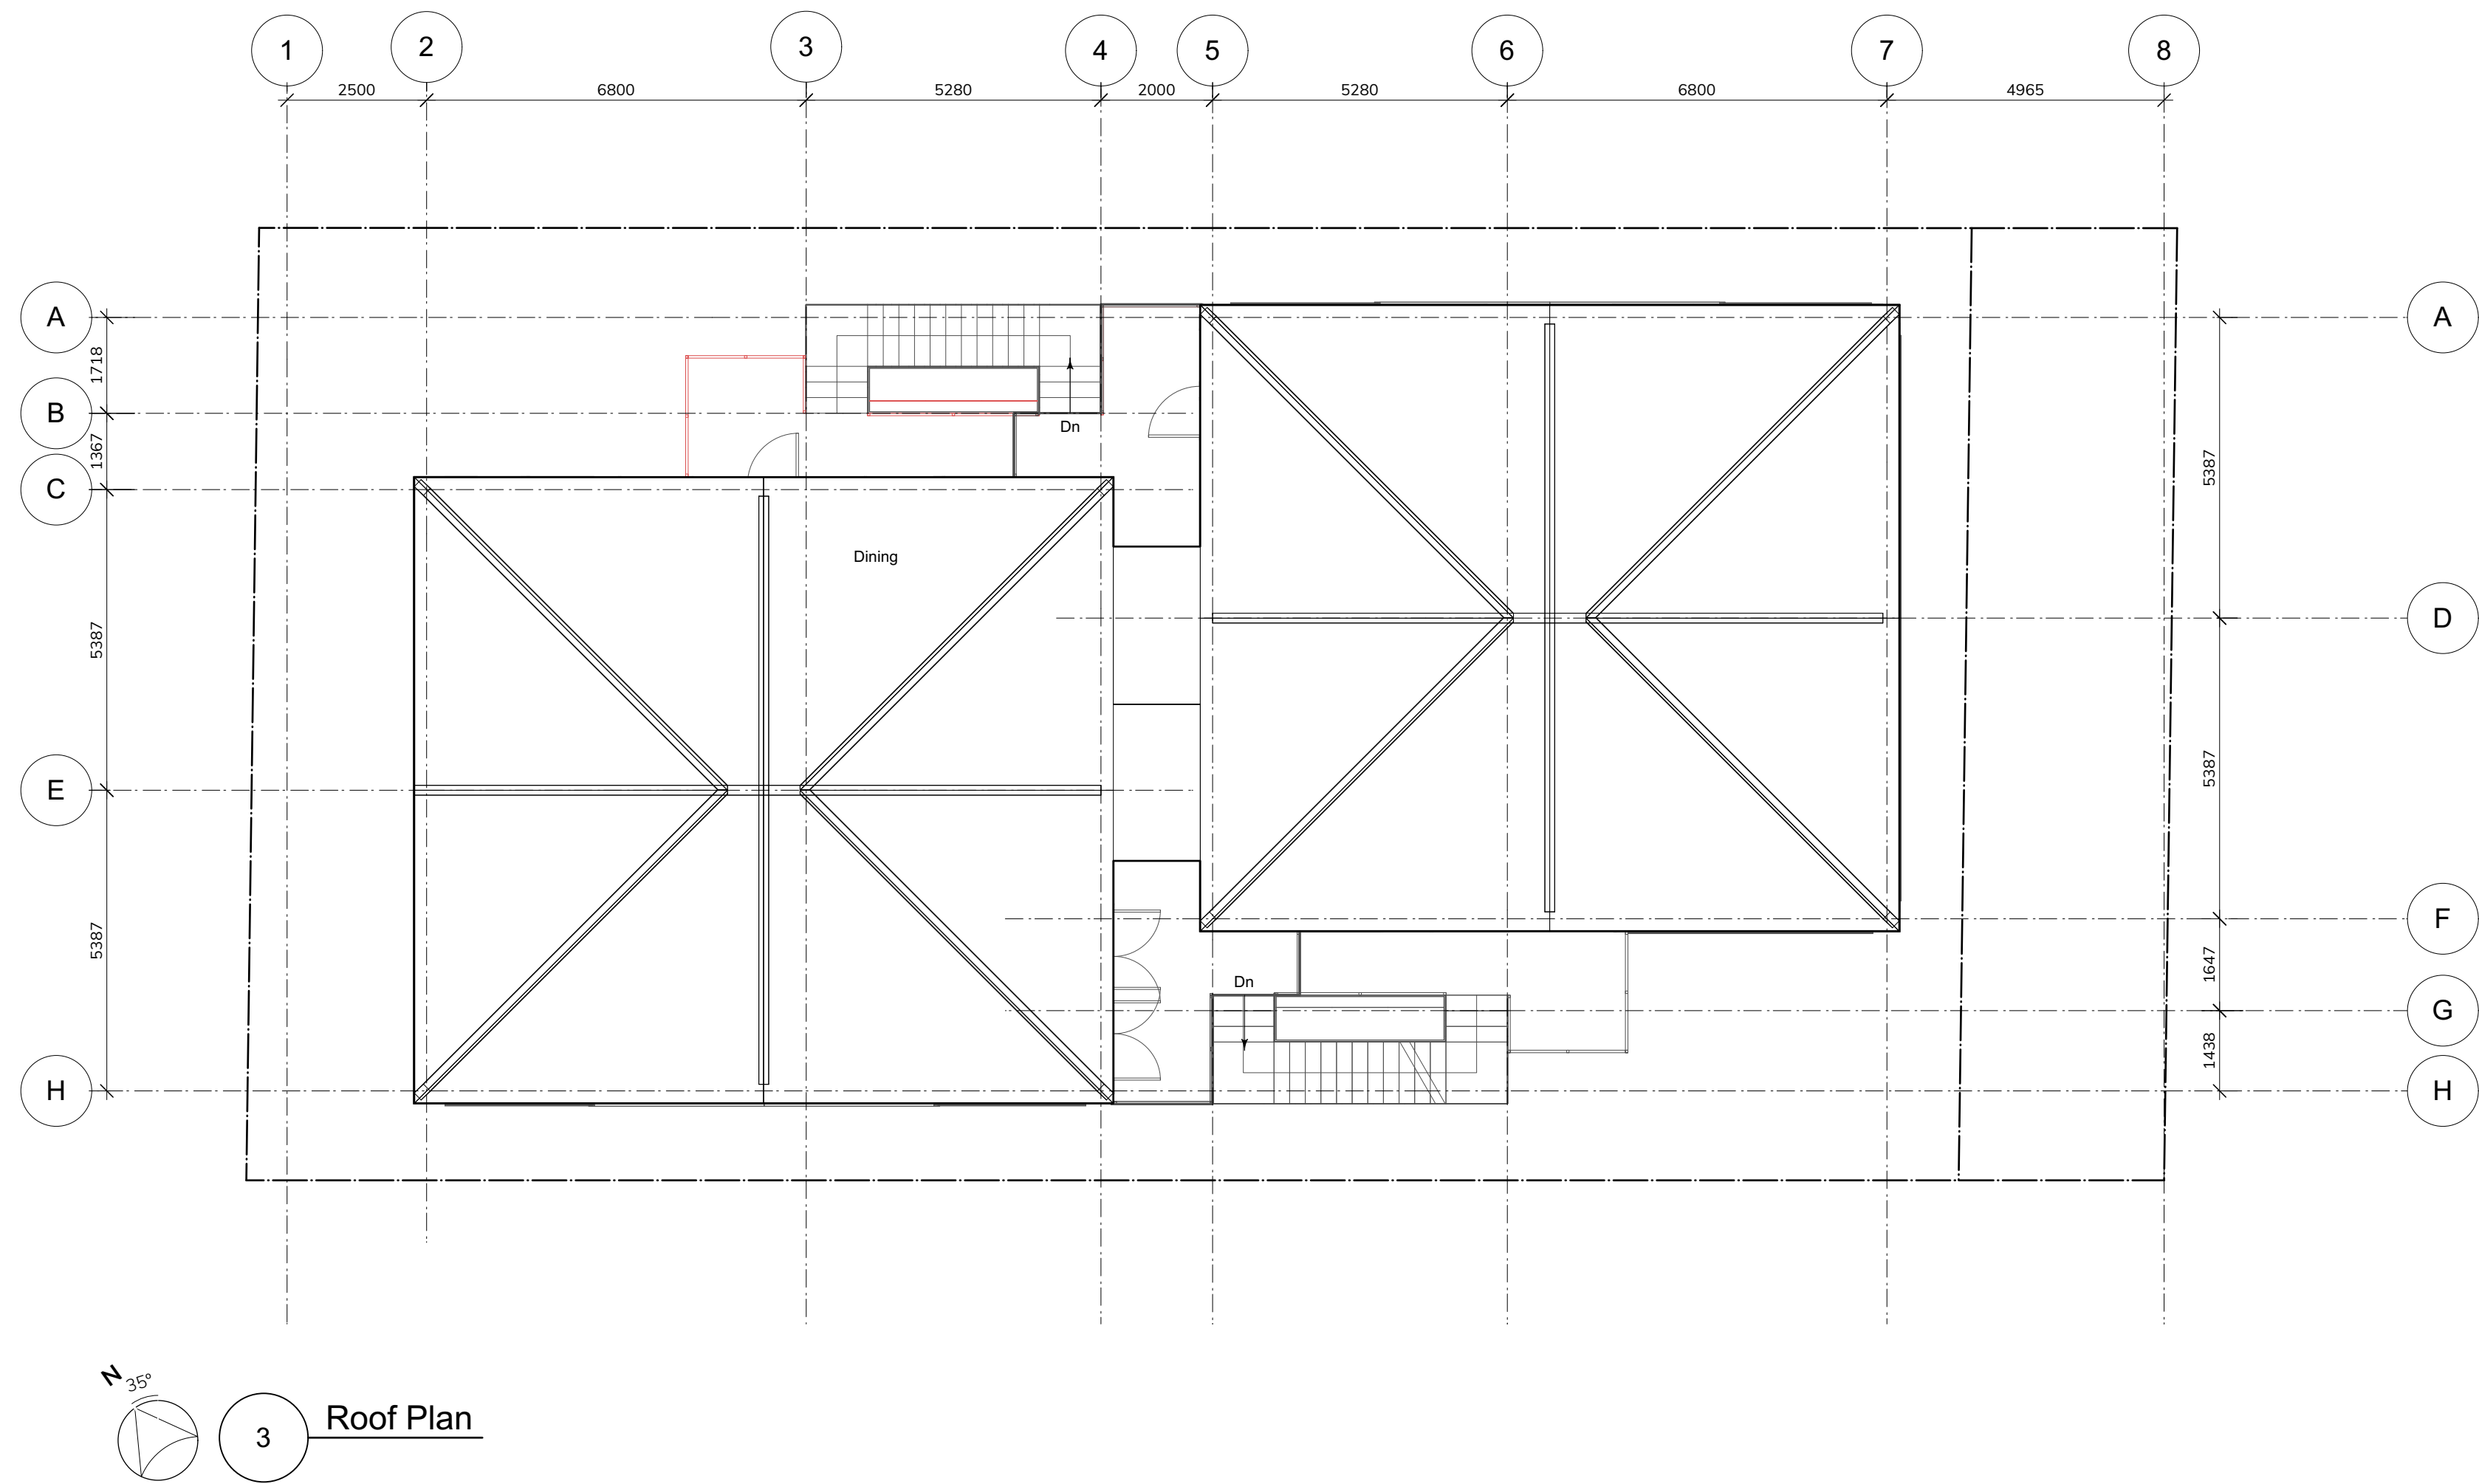 1 2 3 4 5 6 7 8
2500 6800 5280 2000 5280 6800 4965
A A
1718
B
Dn
1367
C
5387
Dining
D
5387
E
5387
5387
F
1647
Dn
G
1438
H H
N 35°
3 Roof Plan